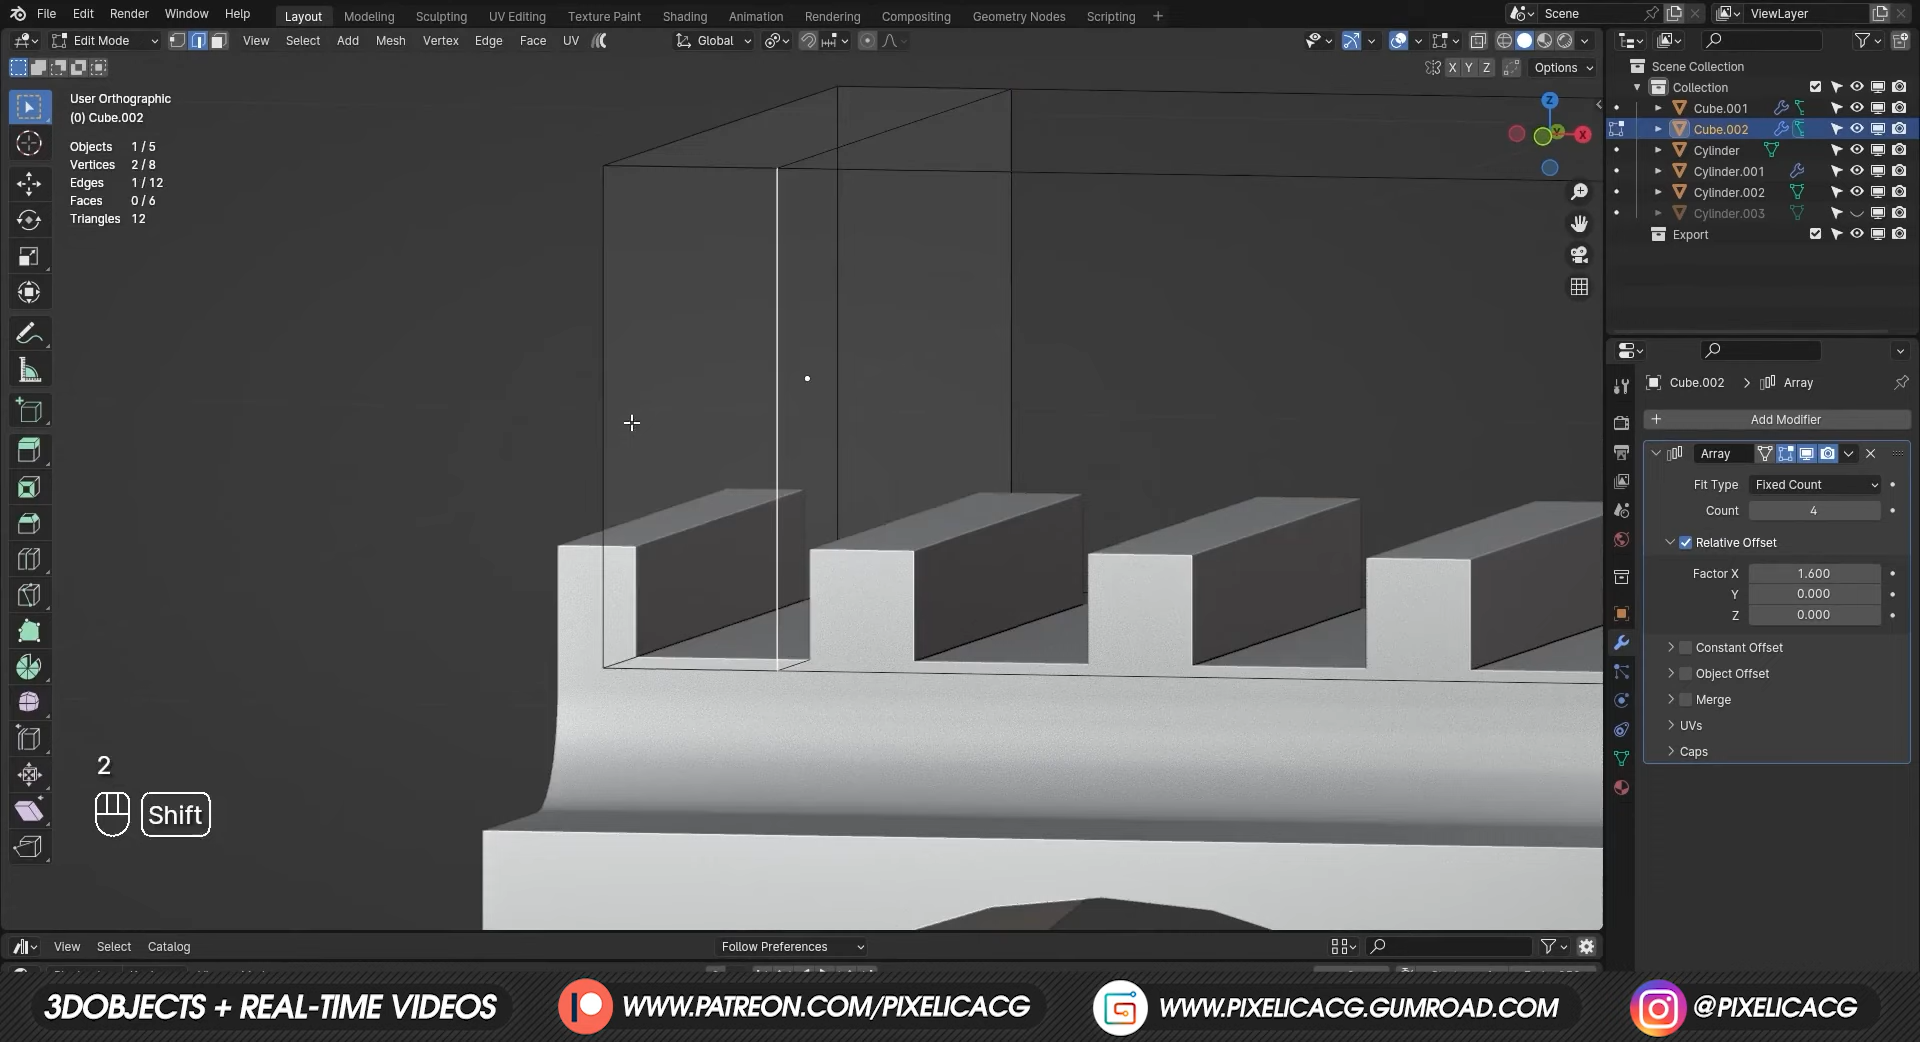 File Edit Render Window Help Layout Modeling Sculpting UV Editing Texture Paint Shading Animation Rendering Compositing Geometry Nodes Scripting + Scene ViewLayer
Edit Mode View Select Add Mesh Vertex Edge Face UV Global
X Y Z Options
User Orthographic
(0) Cube.002
Objects 1 / 5
Vertices 2 / 8
Edges 1 / 12
Faces 0 / 6
Triangles 12
Z
Y
X
2
Shift
Scene Collection
Collection
Cube.001
Cube.002
Cylinder
Cylinder.001
Cylinder.002
Cylinder.003
Export
Cube.002 > Array
+ Add Modifier
Array
Fit Type Fixed Count
Count 4
Relative Offset
Factor X 1.600
Y 0.000
Z 0.000
Constant Offset
Object Offset
Merge
UVs
Caps
View Select Catalog Follow Preferences
3DOBJECTS + REAL-TIME VIDEOS WWW.PATREON.COM/PIXELICACG WWW.PIXELICACG.GUMROAD.COM @PIXELICACG